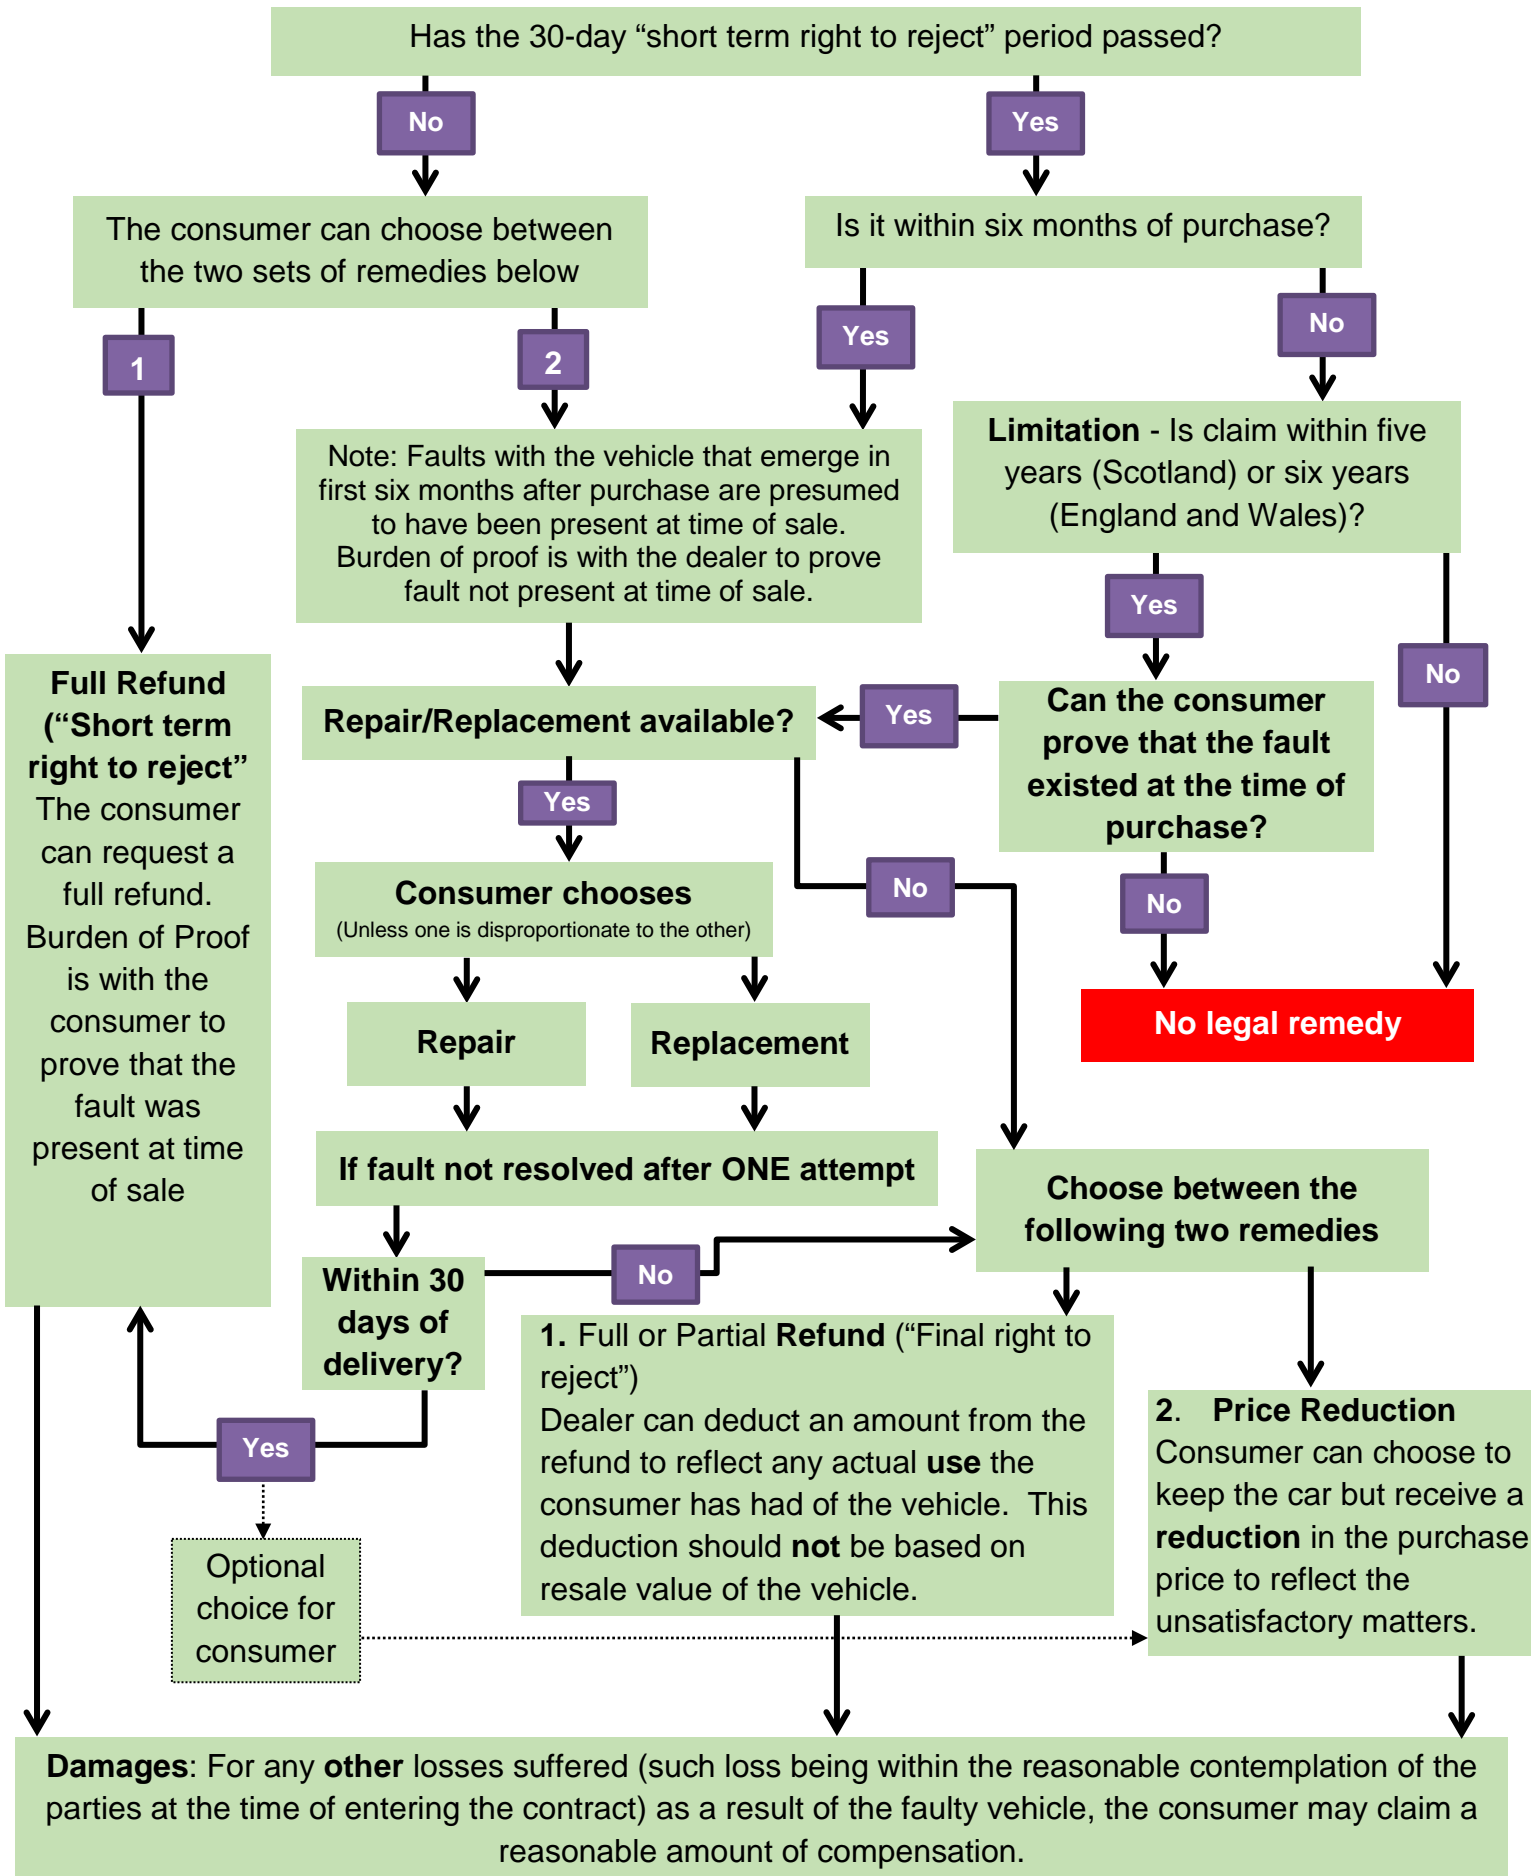 Has the 30-day “short term right to reject” period passed?
No
Yes
The consumer can choose between
the two sets of remedies below
Is it within six months of purchase?
1
2
Yes
No
Note: Faults with the vehicle that emerge in
first six months after purchase are presumed
to have been present at time of sale.
Burden of proof is with the dealer to prove
fault not present at time of sale.
Limitation - Is claim within five
years (Scotland) or six years
(England and Wales)?
Yes
No
Full Refund
(“Short term
right to reject”
The consumer
can request a
full refund.
Burden of Proof
is with the
consumer to
prove that the
fault was
present at time
of sale
Repair/Replacement available?
Yes
Can the consumer
prove that the fault
existed at the time of
purchase?
Yes
No
No
Consumer chooses
(Unless one is disproportionate to the other)
Repair
Replacement
No legal remedy
If fault not resolved after ONE attempt
Choose between the
following two remedies
Within 30
days of
delivery?
No
Yes
1. Full or Partial Refund (“Final right to
reject”)
Dealer can deduct an amount from the
refund to reflect any actual use the
consumer has had of the vehicle. This
deduction should not be based on
resale value of the vehicle.
2. Price Reduction
Consumer can choose to
keep the car but receive a
reduction in the purchase
price to reflect the
unsatisfactory matters.
Optional
choice for
consumer
Damages: For any other losses suffered (such loss being within the reasonable contemplation of the
parties at the time of entering the contract) as a result of the faulty vehicle, the consumer may claim a
reasonable amount of compensation.